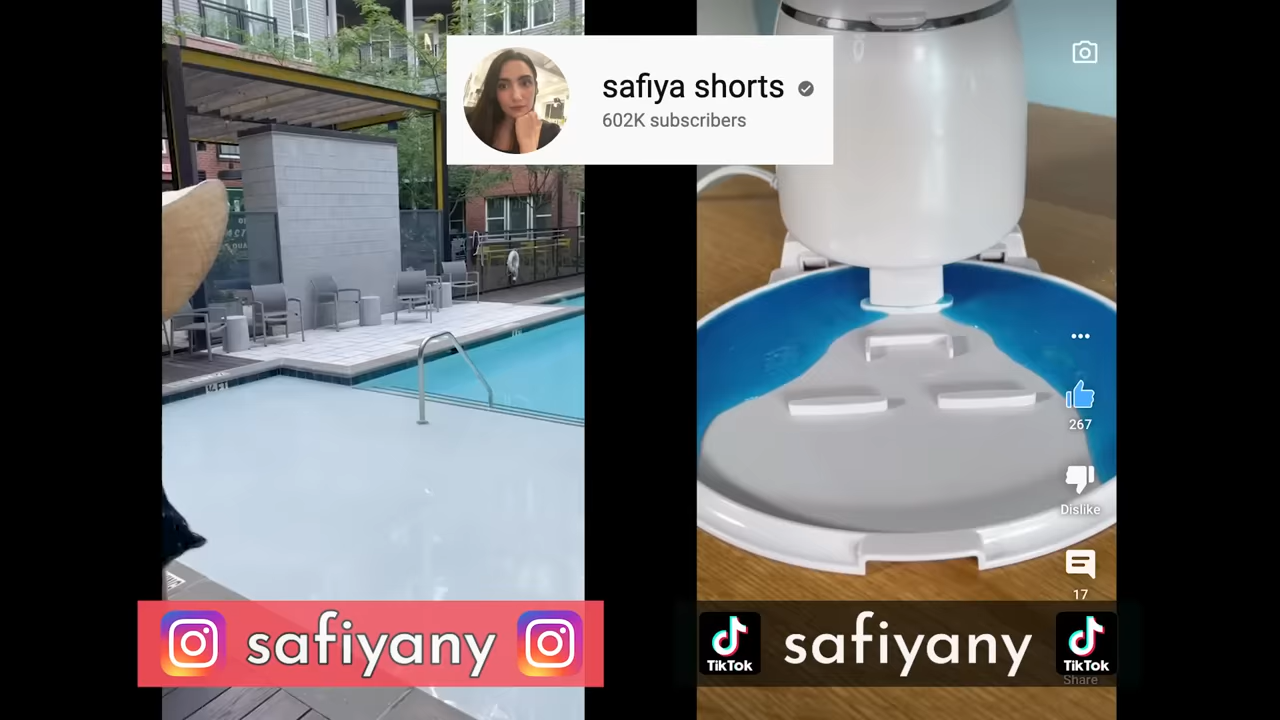 safiya shorts
602K subscribers
267
Dislike
17
safiyany
TikTok
safiyany
TikTok
Share